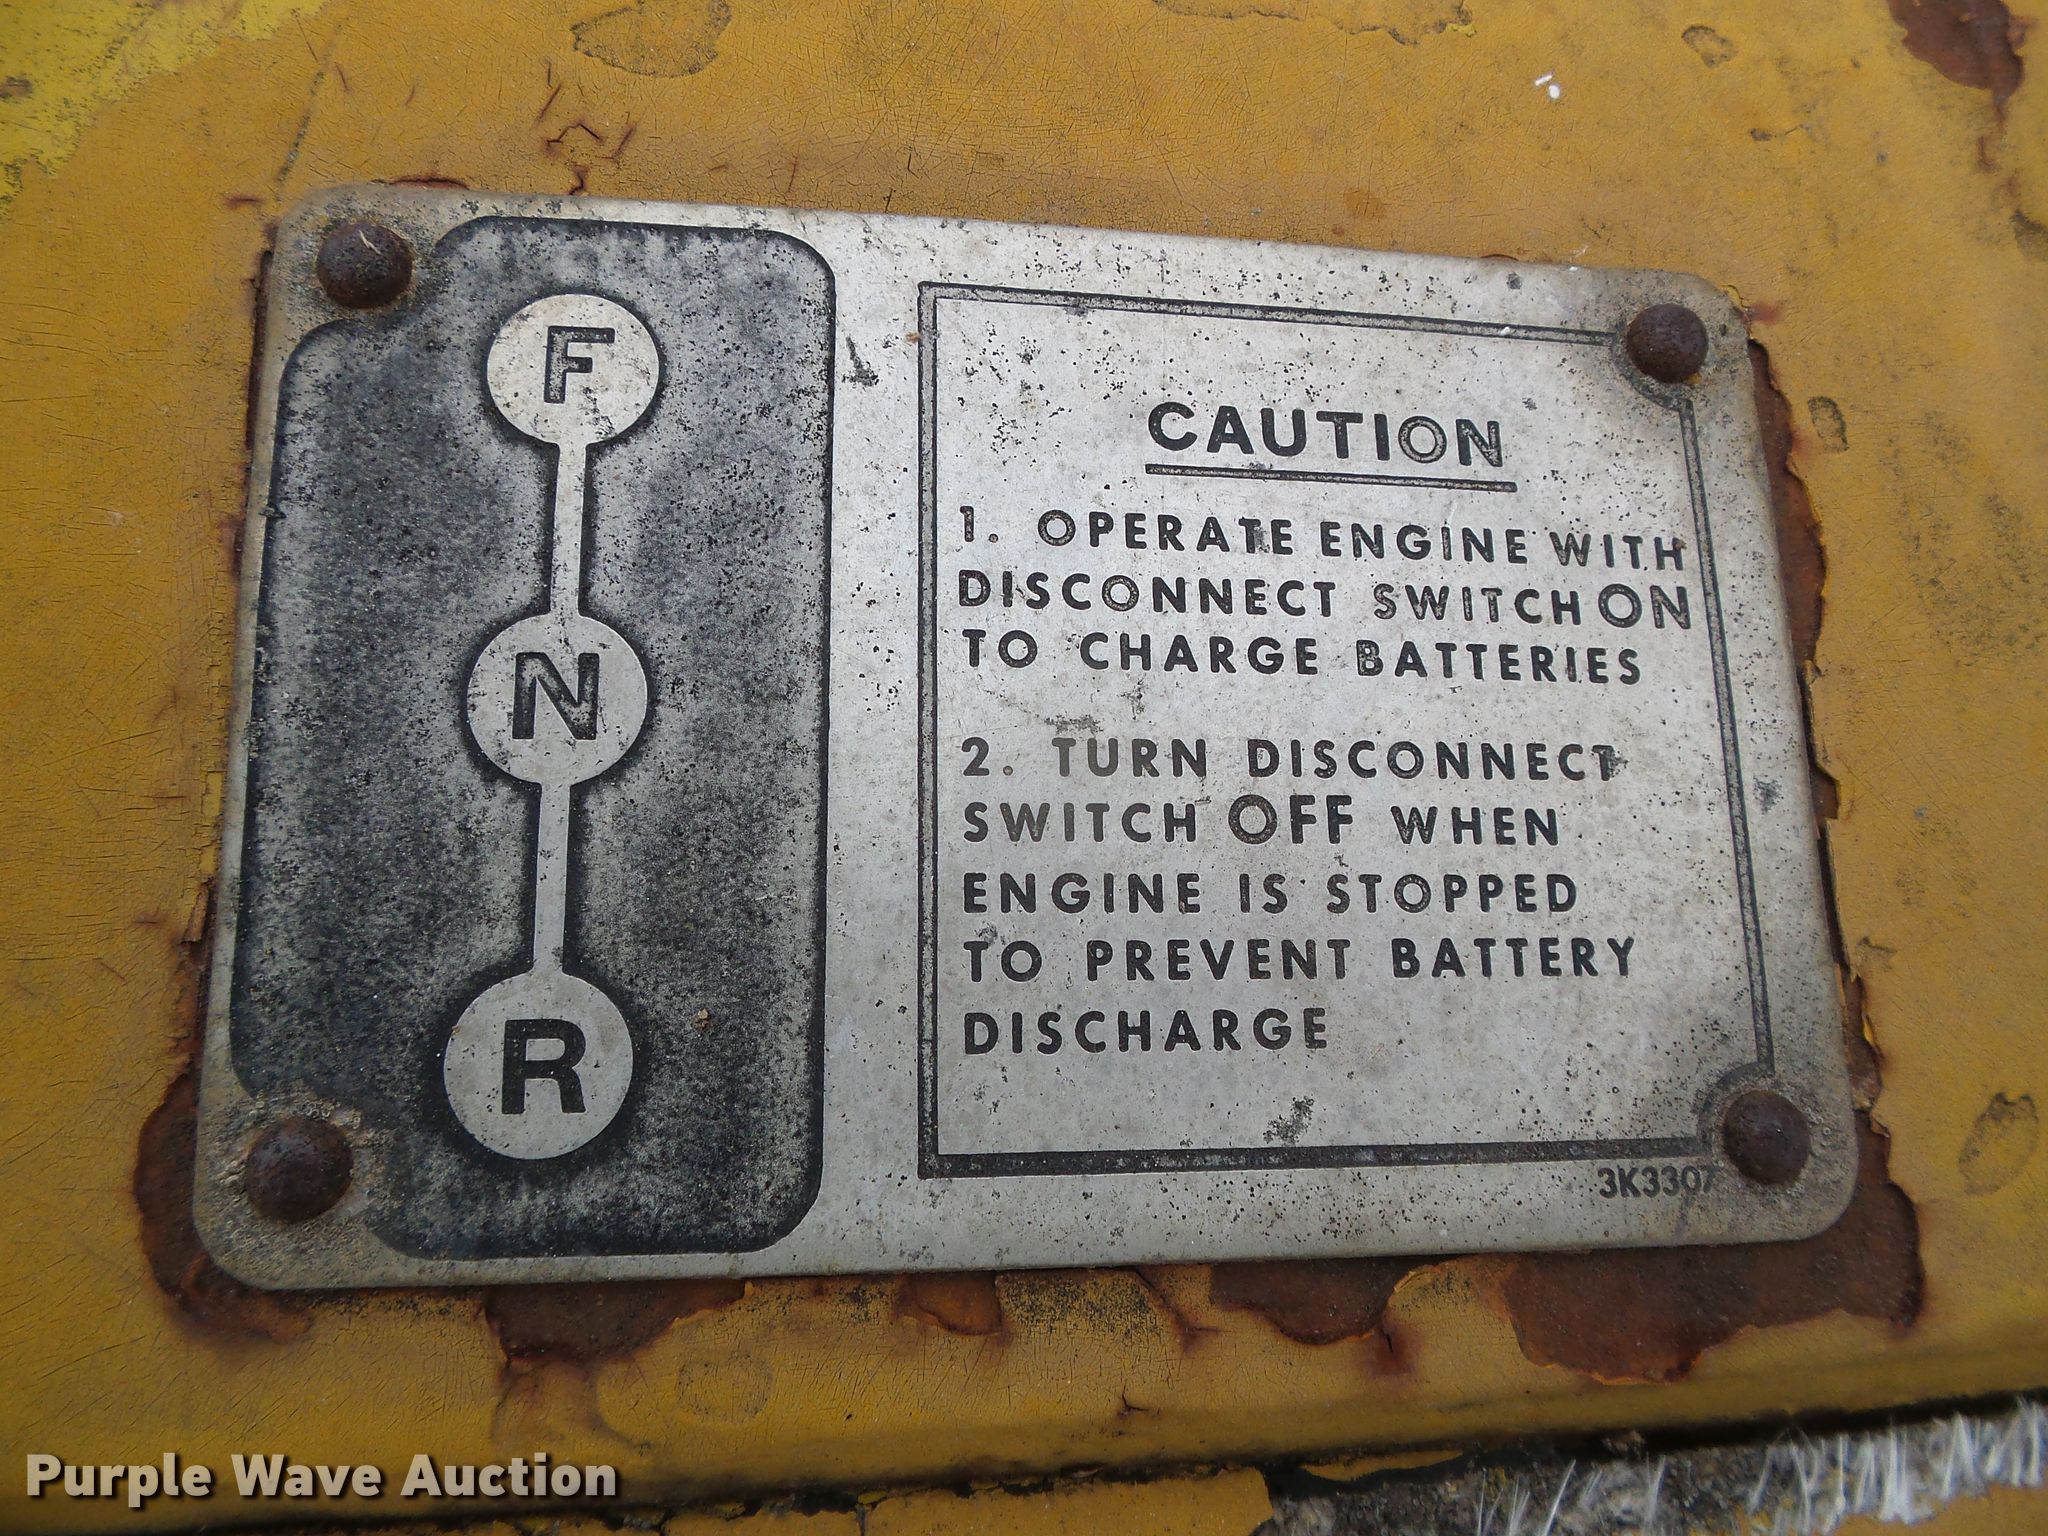 F
N
R
CAUTION
1. OPERATE ENGINE WITH
DISCONNECT SWITCH ON
TO CHARGE BATTERIES
2. TURN DISCONNECT
SWITCH OFF WHEN
ENGINE IS STOPPED
TO PREVENT BATTERY
DISCHARGE
3K3307
Purple Wave Auction